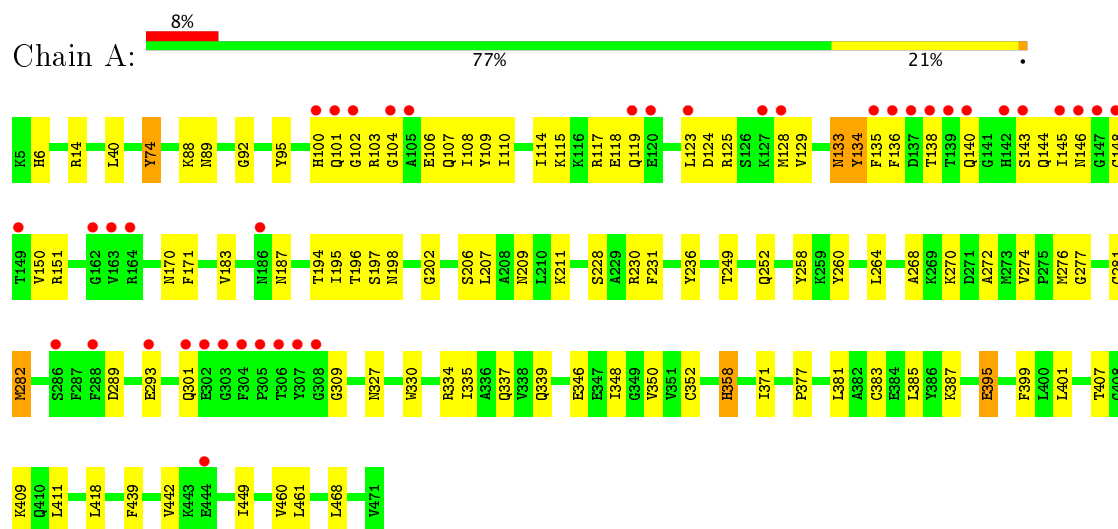 8%
Chain A:
77% 21% •
K5 H6 R14 L40 Y74 K88 N89 G92 Y95 H100 Q101 G102 R103 G104 A105 E106 Q107 I108 Y109 I110 I114 K115 K116 R117 E118 Q119 E120 L123 D124 R125 S126 K127 M128 V129 N133 Y134 F135 F136 D137 T138 T139 Q140 G141 H142 S143 Q144 I145 N146 G147
T149 V150 R151 G162 V163 R164 N170 F171 V183 N186 N187 T194 I195 T196 S197 N198 G202 S206 L207 A208 N209 L210 K211 S228 A229 R230 F231 Y236 T249 Q252 Y258 K259 Y260 L264 A268 K269 K270 D271 A272 M273 V274 P275 M276 G277
M282 S286 F287 F288 D289 E293 Q301 E302 G303 F304 P305 T306 Y307 G308 G309 N327 W330 R334 I335 A336 Q337 V338 Q339 E346 E347 I348 G349 V350 V351 C352 H358 I371 P377 L381 A382 C383 E384 L385 Y386 K387 E395 F399 L400 L401 T407
K409 Q410 L411 L418 F439 V442 K443 E444 I449 V460 L461 L468 V471